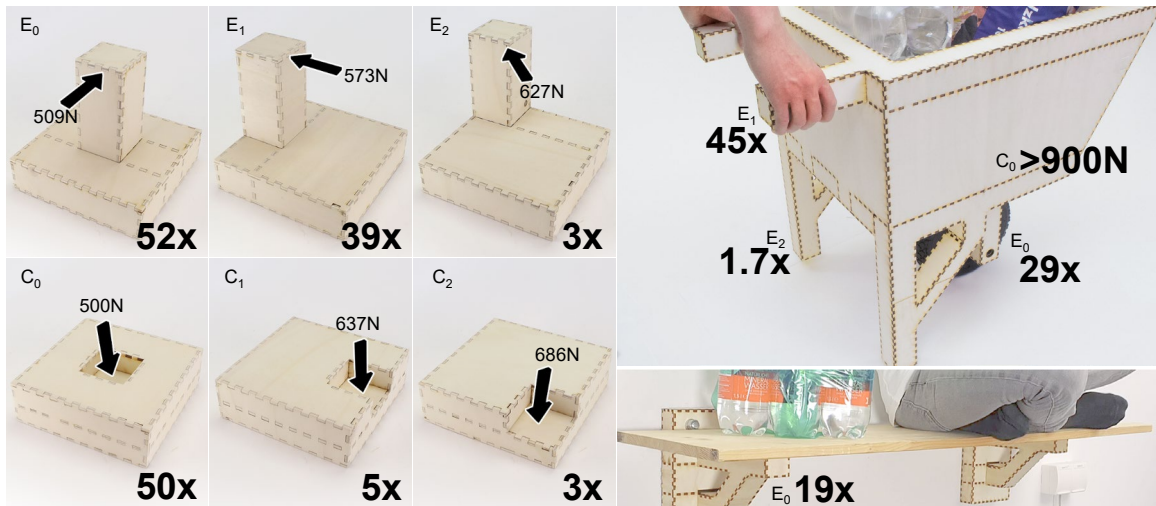 E0
509N
52x
E1
573N
39x
E2
627N
3x
C0
500N
50x
C1
637N
5x
C2
686N
3x
E1
45x
C0 >900N
E2
1.7x
E0
29x
E0 19x